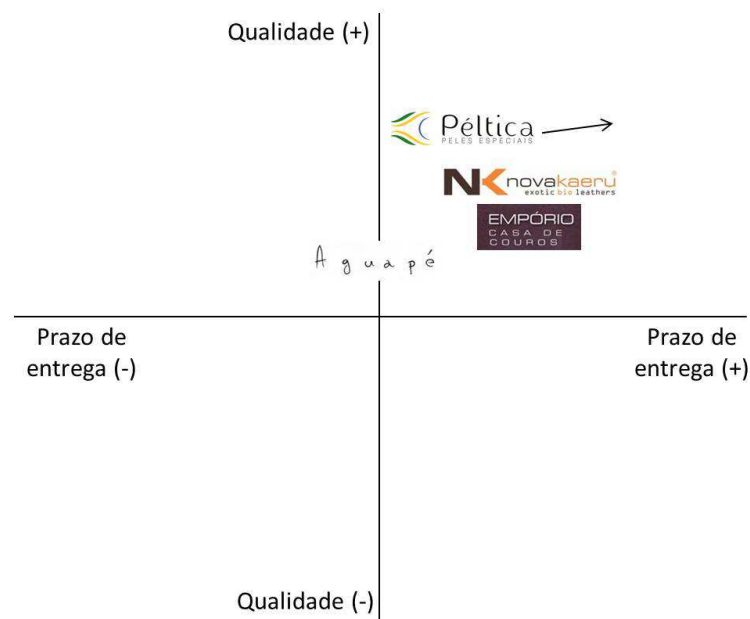 Qualidade (+)
Péltica
PELES ESPECIAIS
NK novakaeru®
exotic bio leathers
EMPÓRIO
CASA DE
COUROS
Aguapé
Prazo de
entrega (-)
Prazo de
entrega (+)
Qualidade (-)